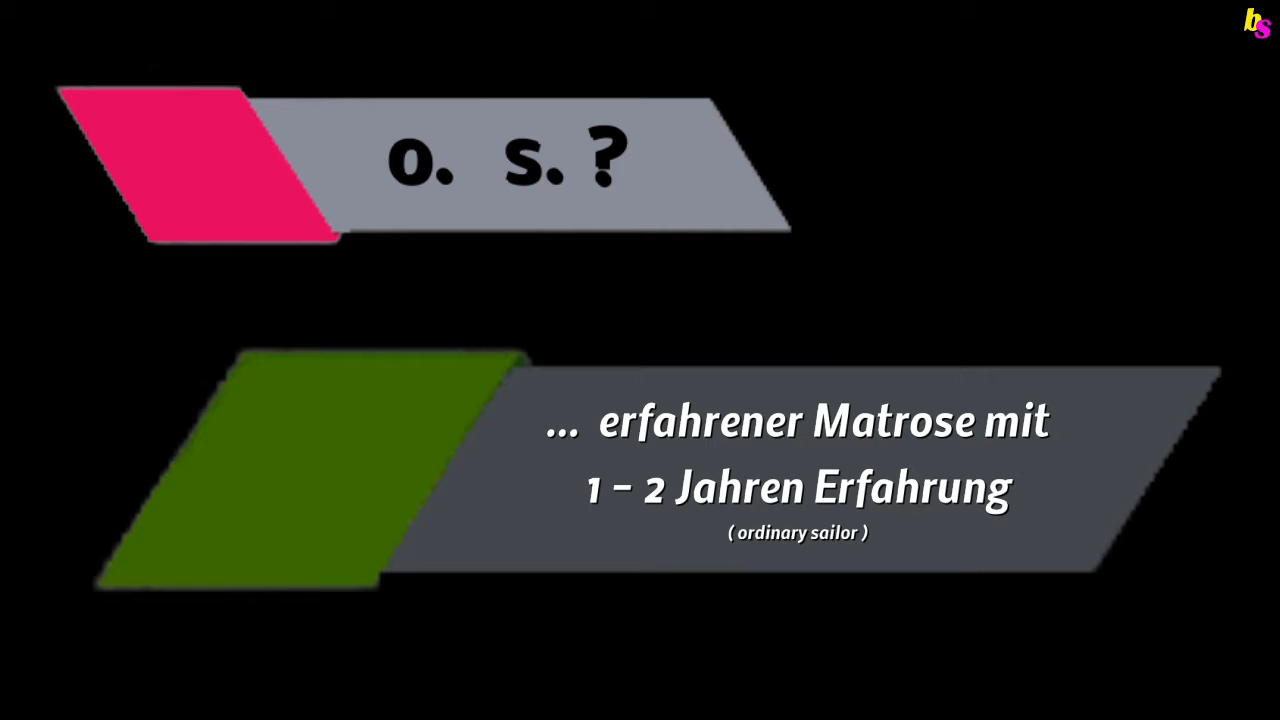 bs
o. s. ?
... erfahrener Matrose mit
1 – 2 Jahren Erfahrung
( ordinary sailor )